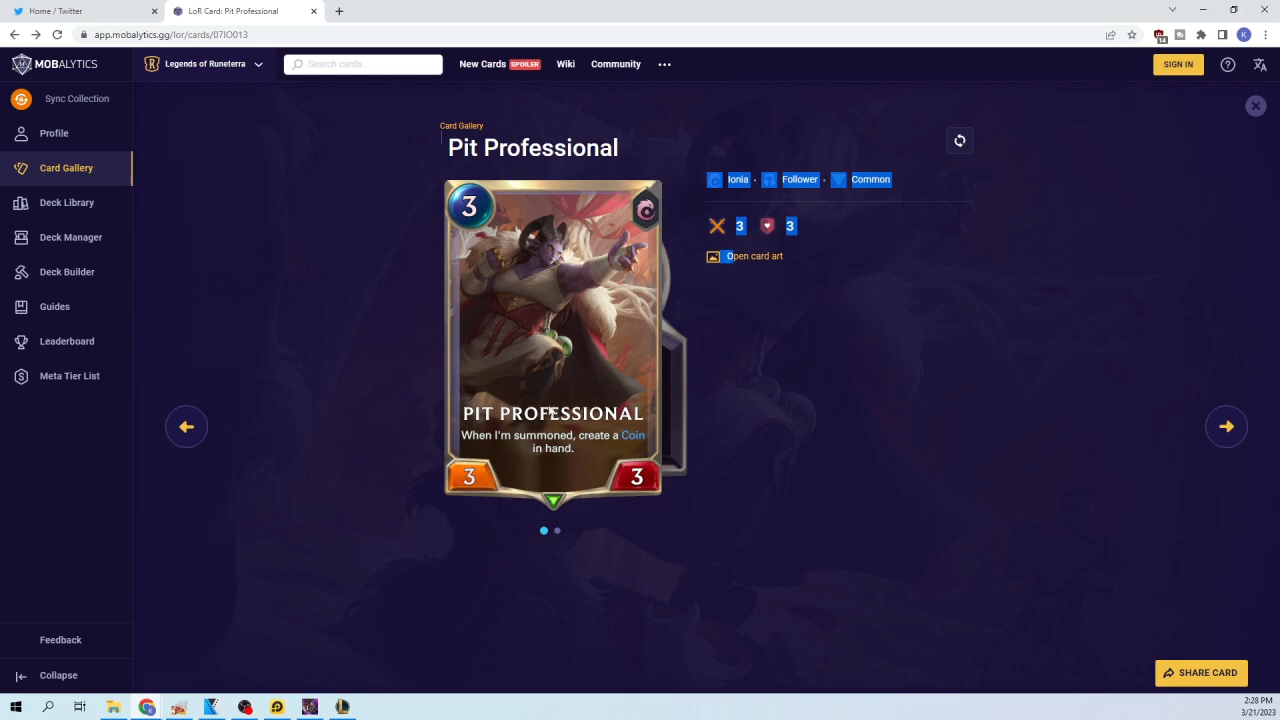 Home / Twitter
LoR Card: Pit Professional
app.mobalytics.gg/lor/cards/07IO013
14
K
MOBALYTICS
Legends of Runeterra
Search cards...
New Cards SPOILER
Wiki
Community
SIGN IN
Sync Collection
Profile
Card Gallery
Deck Library
Deck Manager
Deck Builder
Guides
Leaderboard
Meta Tier List
Feedback
Collapse
Card Gallery
Pit Professional
3
PIT PROFESSIONAL
When I'm summoned, create a Coin
in hand.
3
3
Ionia • Follower • Common
3 3
Open card art
SHARE CARD
2:28 PM
3/21/2023